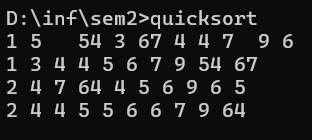 D:\inf\sem2>quicksort
1 5   54 3 67 4 4 7  9 6
1 3 4 4 5 6 7 9 54 67
2 4 7 64 4 5 6 9 6 5
2 4 4 5 5 6 6 7 9 64